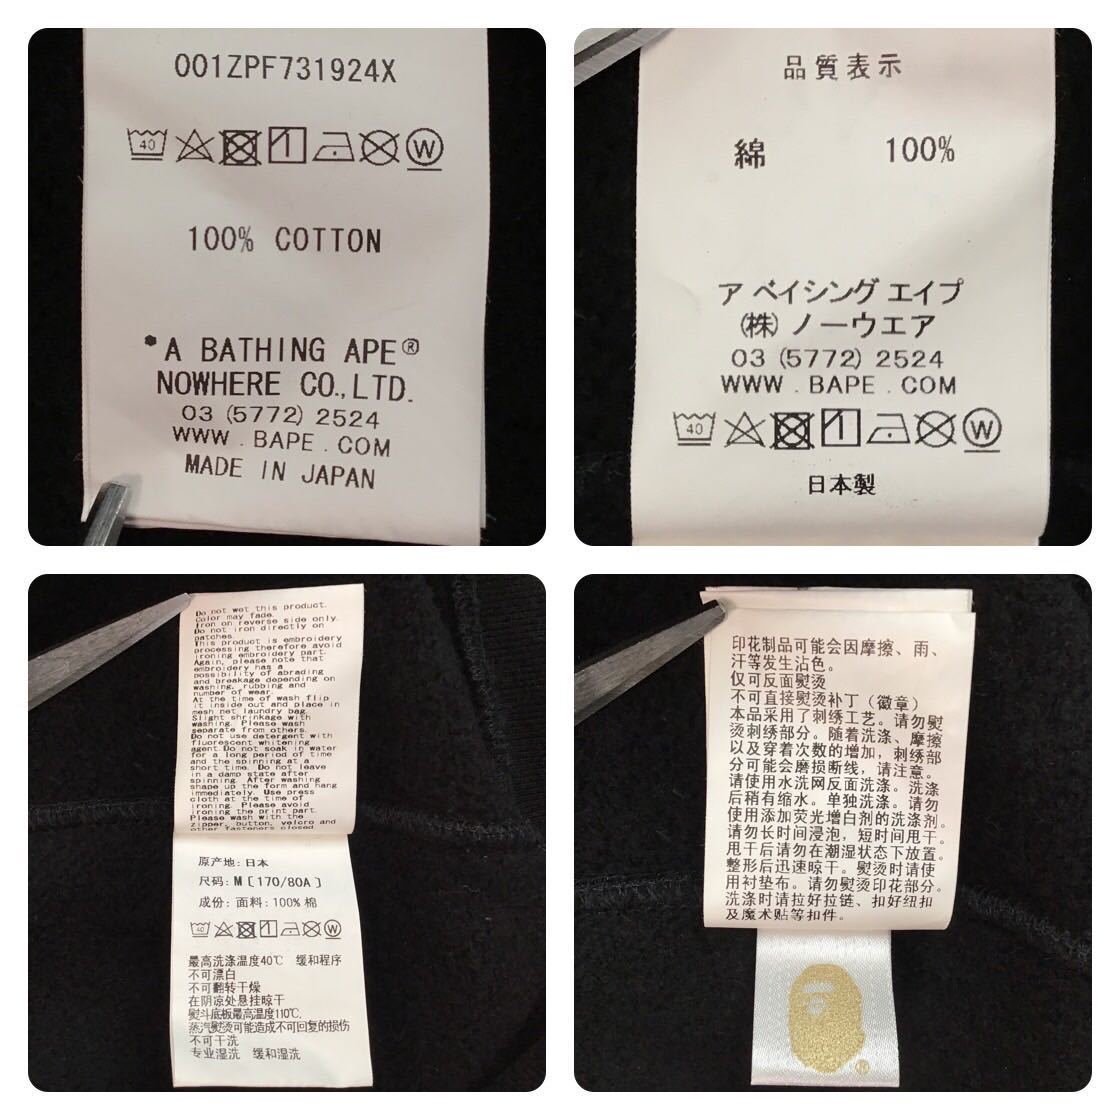 001ZPF731924X
40
W
100% COTTON
*A BATHING APE®
NOWHERE CO.,LTD.
03 (5772) 2524
WWW.BAPE.COM
MADE IN JAPAN
品質表示
綿 100%
ア ベイシング エイプ
(株) ノーウエア
03 (5772) 2524
WWW.BAPE.COM
40
W
日本製
Do not wet this product.
Color may fade.
Iron on reverse side only.
Do not iron directly on
patches.
This product is embroidery
processing therefore avoid
ironing embroidery part.
Again, please note that
embroidery has a
possibility of abrading
and breakage depending on
washing, rubbing and
number of wear.
At the time of wash flip
it inside out and place in
mesh net laundry bag.
Slight shrinkage with
washing. Please wash
separate from others.
Do not use detergent with
fluorescent whitening
agent.Do not soak in water
for a long period of time
and the spinning at a
short time. Do not leave
in a damp state after
spinning. After washing
shape up the form and hang
immediately. Use press
cloth at the time of
ironing. Please avoid
ironing the print part.
Please wash with the
zipper, button, velcro and
other fasteners closed.
原产地: 日本
尺码: M〔170/80A〕
成份: 面料: 100% 棉
40
W
最高洗涤温度40℃ 缓和程序
不可漂白
不可翻转干燥
在阴凉处悬挂晾干
熨斗底板最高温度110℃.
蒸汽熨烫可能造成不可回复的损伤
不可干洗
专业湿洗 缓和湿洗
印花制品可能会因摩擦、雨、
汗等发生沾色。
仅可反面熨烫
不可直接熨烫补丁（徽章）
本品采用了刺绣工艺。请勿熨
烫刺绣部分。随着洗涤、摩擦
以及穿着次数的增加, 刺绣部
分可能会磨损断线, 请注意。
请使用水洗网反面洗涤。洗涤
后稍有缩水。单独洗涤。请勿
使用添加荧光增白剂的洗涤剂。
请勿长时间浸泡, 短时间甩干。
甩干后请勿在潮湿状态下放置。
整形后迅速晾干。熨烫时请使
用衬垫布。请勿熨烫印花部分。
洗涤时请拉好拉链、扣好纽扣
及魔术贴等扣件。
®